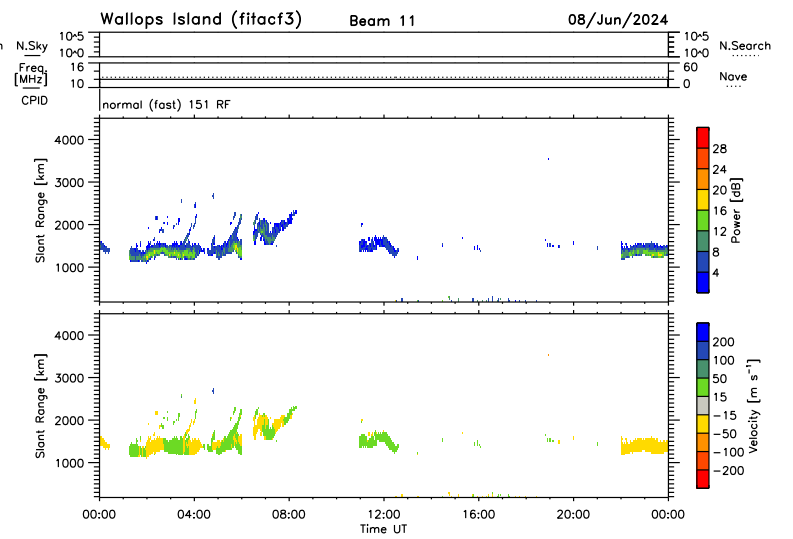 Wallops Island (fitacf3) Beam 11 08/Jun/2024
n N.Sky 10^5 10^0 10^5 10^0 N.Search
Freq. [MHz] 16 10 60 0 Nave
CPID normal (fast) 151 RF
Slant Range [km]
4000
3000
2000
1000
28
24
20
16
12
8
4
Power [dB]
Slant Range [km]
4000
3000
2000
1000
200
100
50
15
−15
−50
−100
−200
Velocity [m s⁻¹]
00:00 04:00 08:00 12:00 16:00 20:00 00:00
Time UT